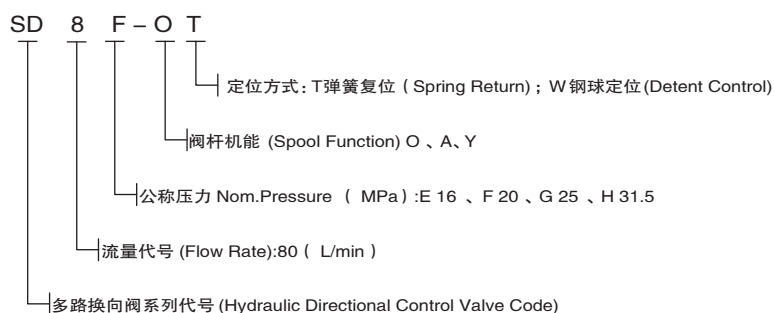 SD 8 F – O T
定位方式：T弹簧复位（Spring Return）；W钢球定位(Detent Control)
阀杆机能 (Spool Function) O 、A、Y
公称压力 Nom.Pressure （ MPa）:E 16 、F 20 、G 25 、H 31.5
流量代号 (Flow Rate):80（ L/min ）
多路换向阀系列代号 (Hydraulic Directional Control Valve Code)